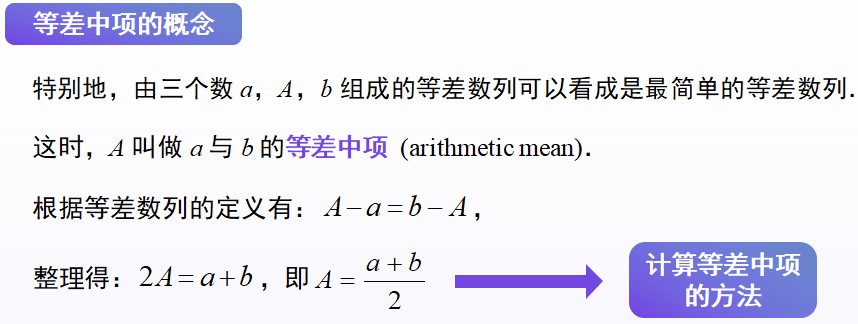 等差中项的概念
特别地，由三个数 a，A，b 组成的等差数列可以看成是最简单的等差数列.
这时，A 叫做 a 与 b 的等差中项 (arithmetic mean).
根据等差数列的定义有：A－a＝b－A，
整理得：2A＝a+b，即 A = \frac{a+b}{2}
计算等差中项
的方法